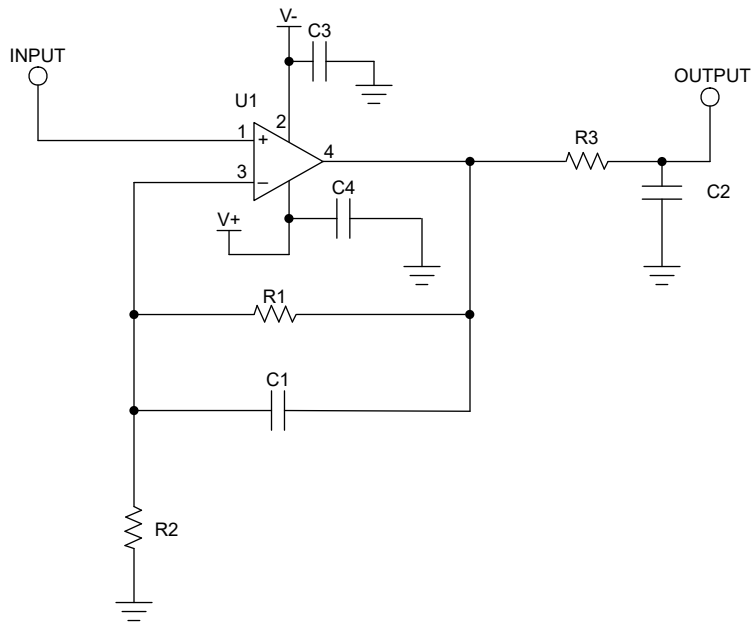 V-
C3
INPUT
OUTPUT
U1
2
1
+
3
–
4
R3
C4
C2
V+
R1
C1
R2